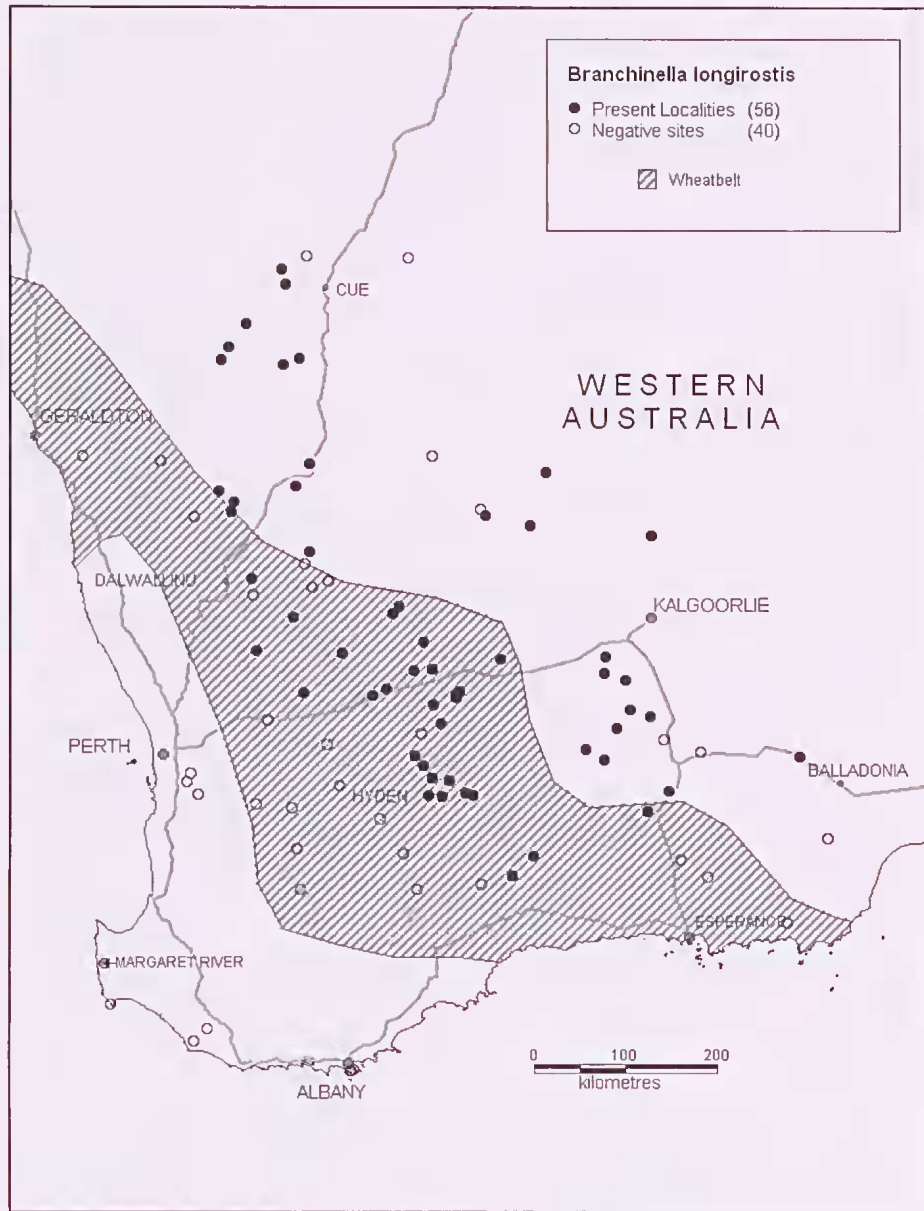 Branchinella longirostis
Present Localities (56)
Negative sites (40)
Wheatbelt
CUE
WESTERN
AUSTRALIA
GERALDTON
DALWALLINU
KALGOORLIE
PERTH
BALLADONIA
HYDEN
ESPERANCE
MARGARET RIVER
0 100 200
kilometres
ALBANY